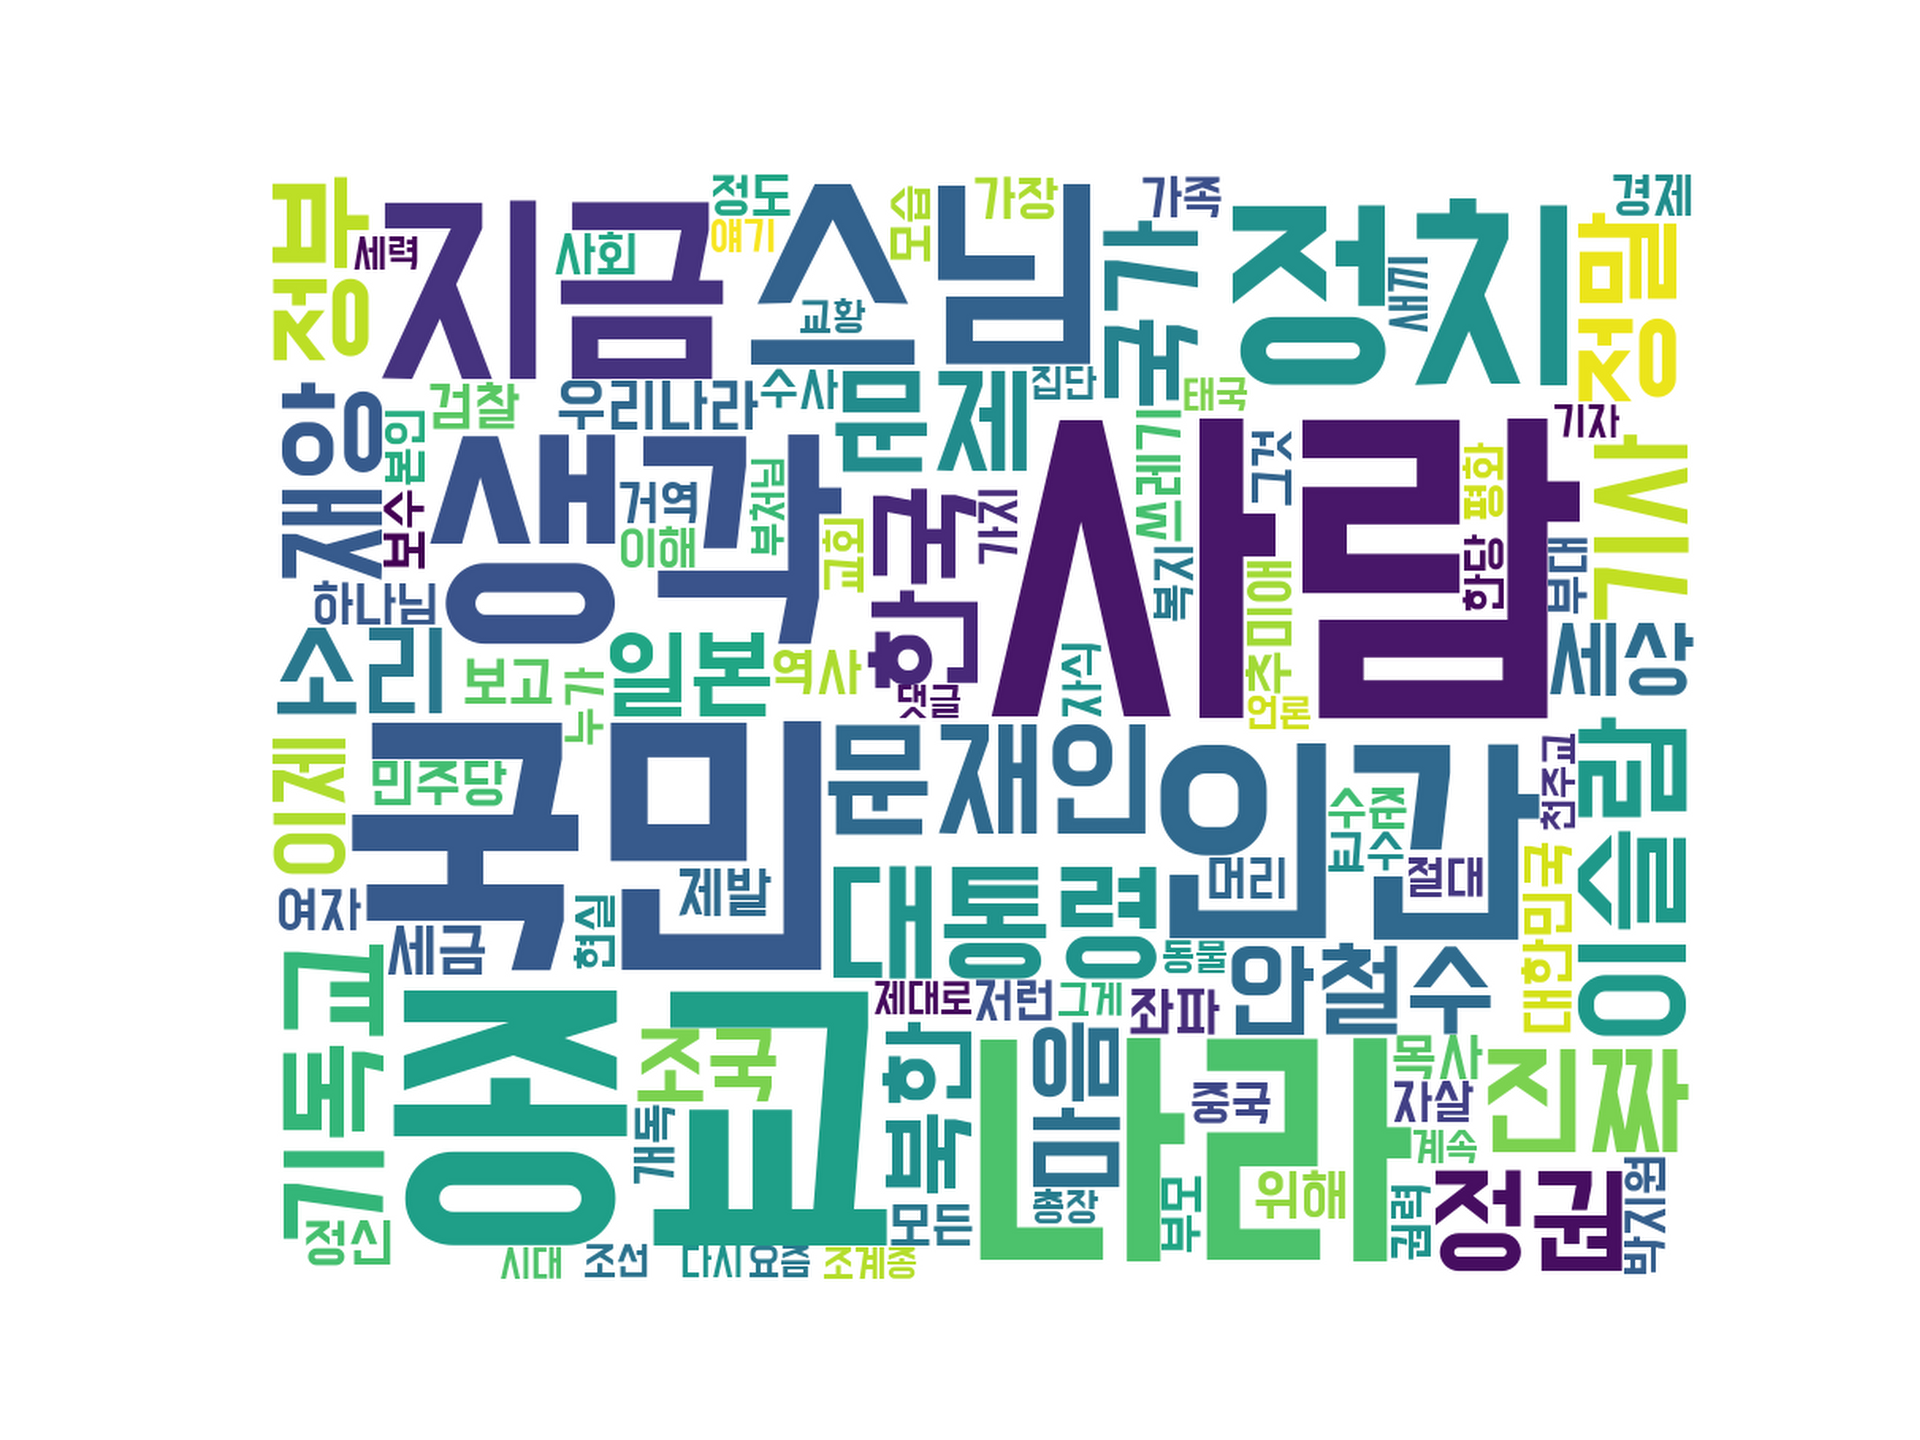 정부
지금
세력
사회
정도
얘기
스님
교황
모습
가장
국가
가족
정치
새끼
정말
경제
재앙
본인
보수
검찰
우리나라
수사
문제
집단
태국
기자
생각
거역
이해
부처님
교회
한국
가지
사람
쓰레기
복지
그것
추미애
평화
한당
부대
사기
하나님
소리
보고
누가
일본
역사
댓글
자식
언론
세상
이제
민주당
국민
제발
문재인
인간
머리
수준
교수
절대
천주교
이슬람
여자
세금
현실
대통령
동물
안철수
대한민국
기독교
종교
조국
개독
제대로
저런
그게
좌파
북한
마음
나라
중국
목사
자살
진짜
계속
정신
모든
총장
부모
위해
권력
정권
박지원
시대
조선
다시
요즘
조계종